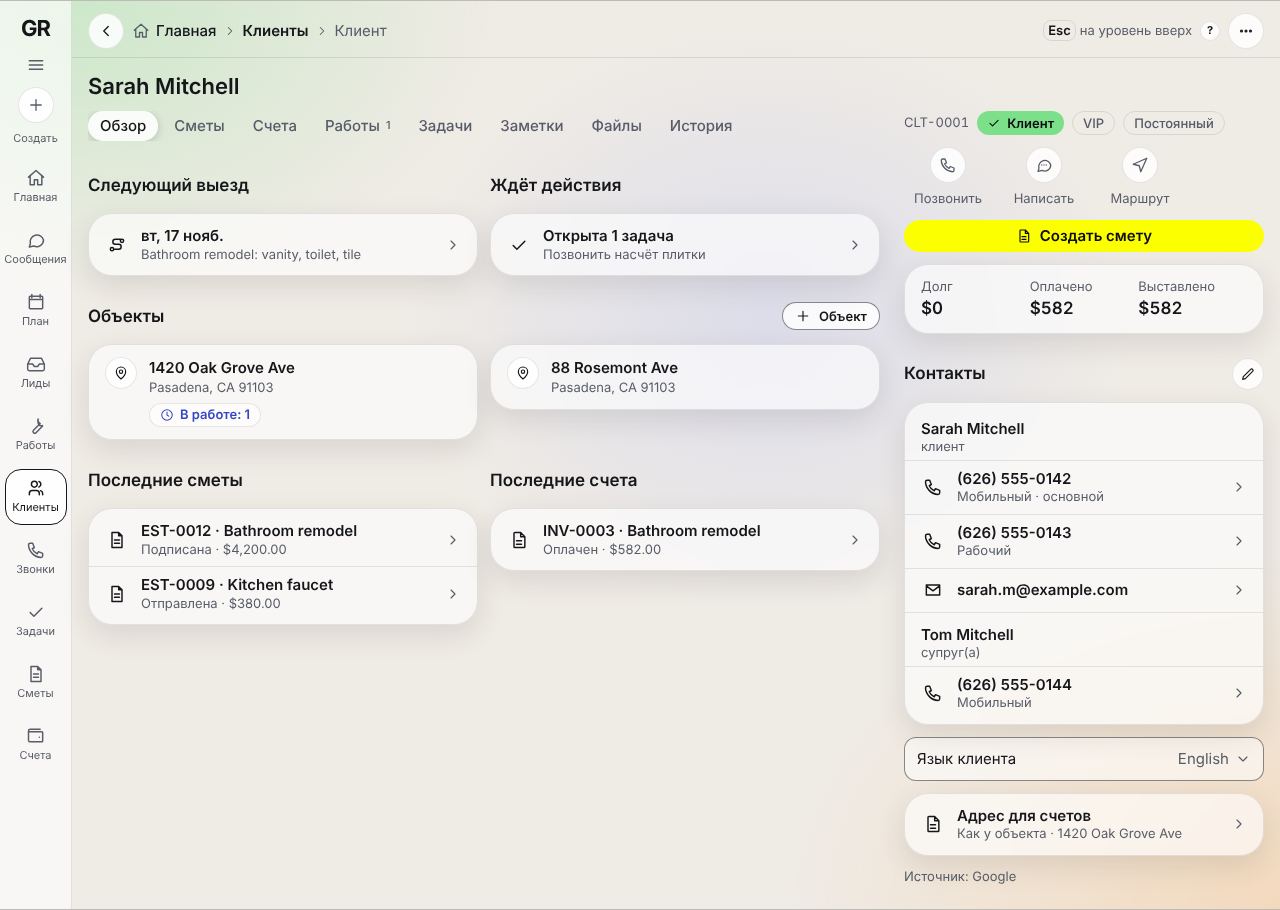 GR
Создать
Главная
Сообщения
План
Лиды
Работы
Клиенты
Звонки
Задачи
Сметы
Счета
Главная > Клиенты > Клиент
Esc на уровень вверх ?
Sarah Mitchell
Обзор Сметы Счета Работы 1 Задачи Заметки Файлы История
Следующий выезд
вт, 17 нояб.
Bathroom remodel: vanity, toilet, tile
Ждёт действия
Открыта 1 задача
Позвонить насчёт плитки
Объекты
Объект
1420 Oak Grove Ave
Pasadena, CA 91103
В работе: 1
88 Rosemont Ave
Pasadena, CA 91103
Последние сметы
EST-0012 · Bathroom remodel
Подписана · $4,200.00
EST-0009 · Kitchen faucet
Отправлена · $380.00
Последние счета
INV-0003 · Bathroom remodel
Оплачен · $582.00
CLT-0001 Клиент VIP Постоянный
Позвонить Написать Маршрут
Создать смету
Долг Оплачено Выставлено
$0 $582 $582
Контакты
Sarah Mitchell
клиент
(626) 555-0142
Мобильный · основной
(626) 555-0143
Рабочий
sarah.m@example.com
Tom Mitchell
супруг(а)
(626) 555-0144
Мобильный
Язык клиента English
Адрес для счетов
Как у объекта · 1420 Oak Grove Ave
Источник: Google